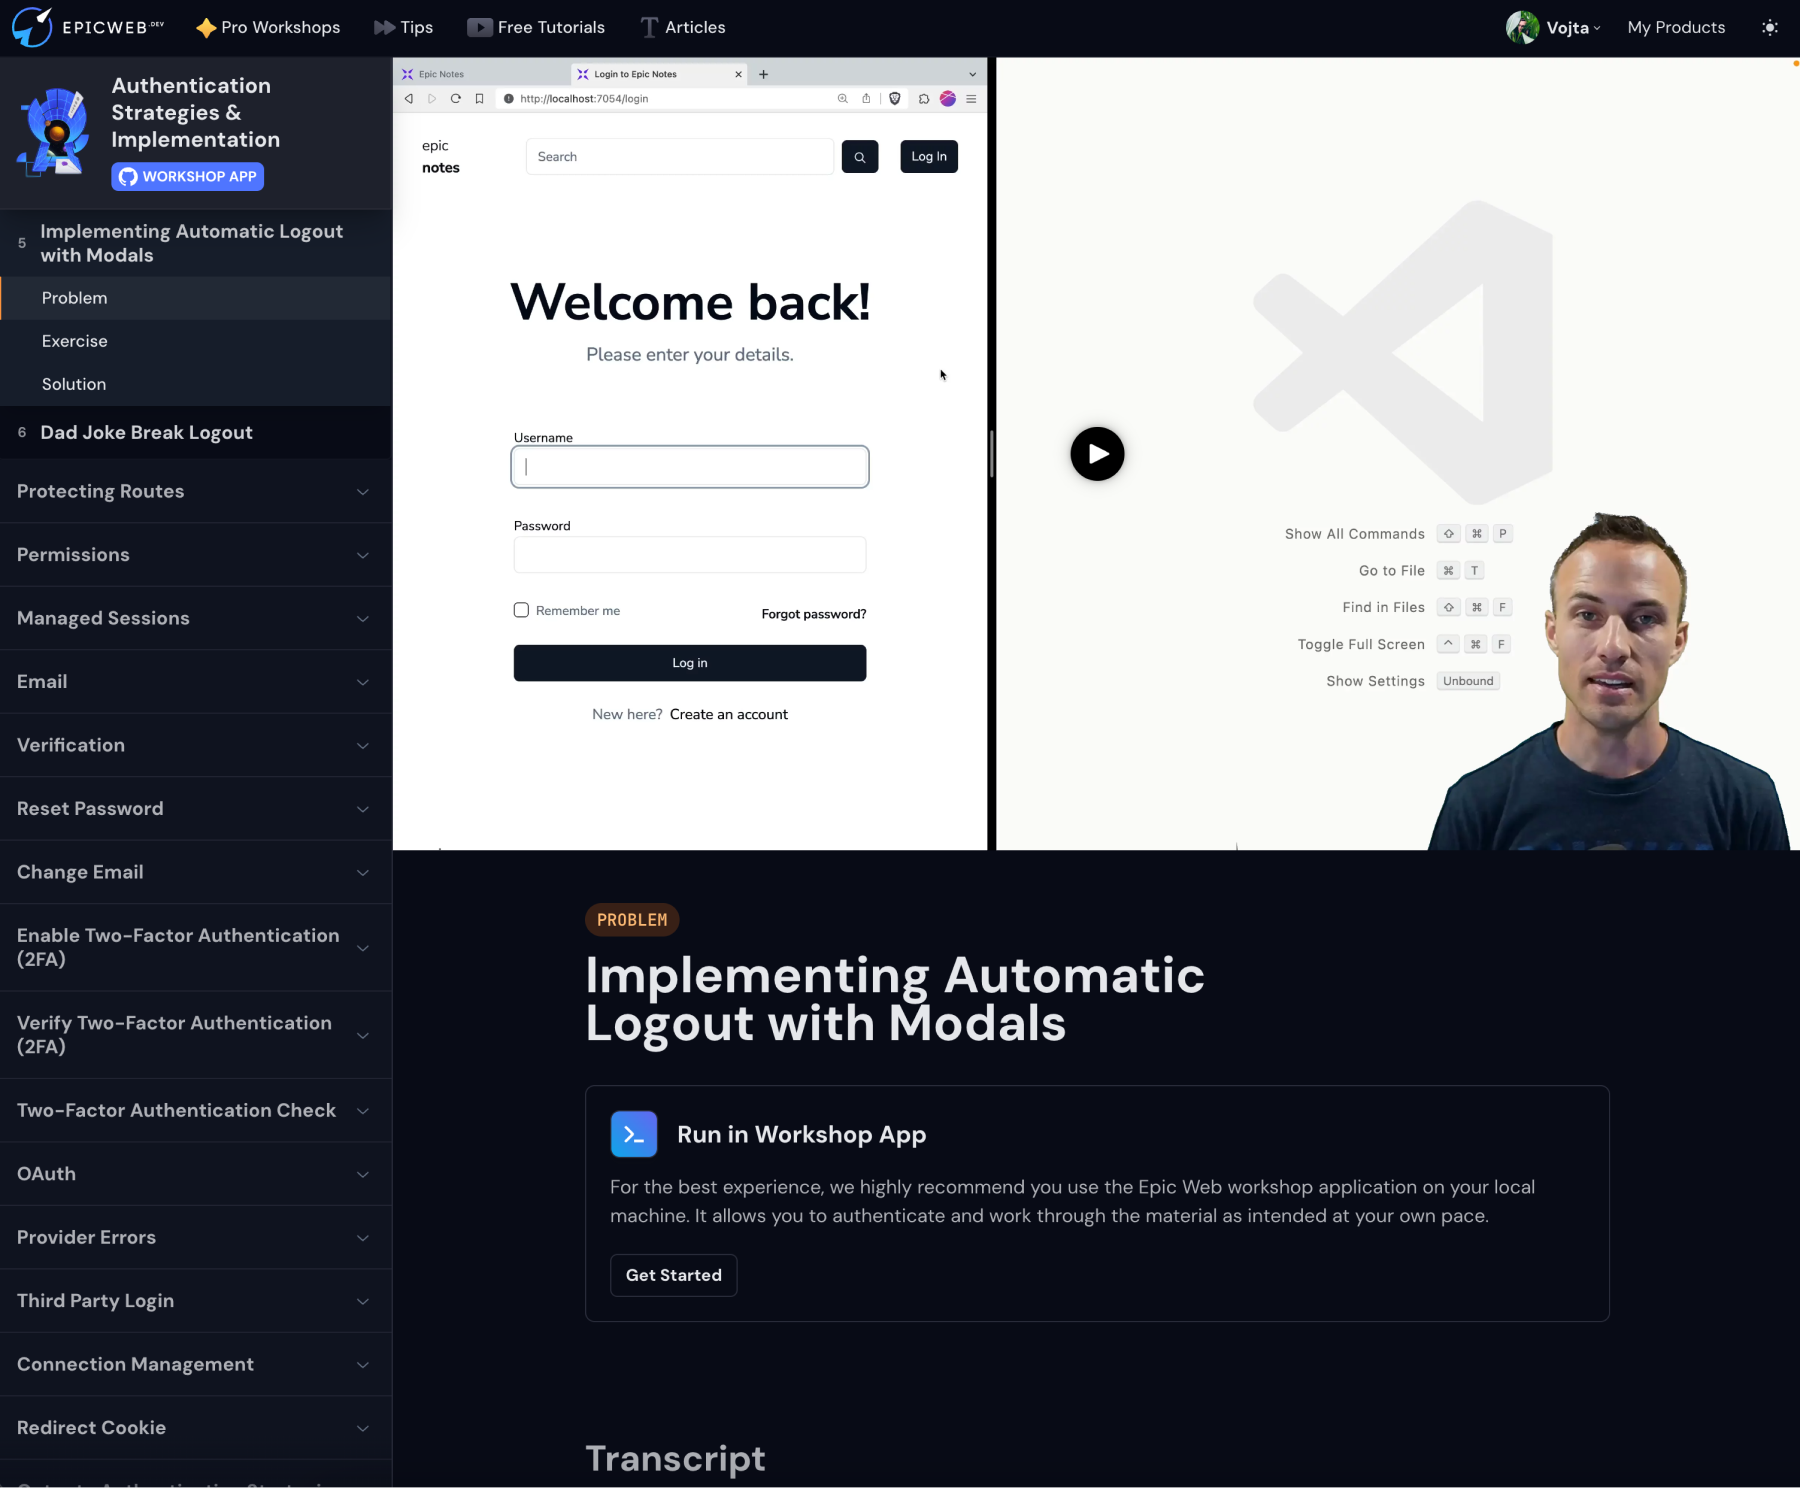 EPICWEB.DEV
Pro Workshops
Tips
Free Tutorials
Articles
Vojta
My Products
Authentication
Strategies &
Implementation
WORKSHOP APP
5
Implementing Automatic Logout
with Modals
Problem
Exercise
Solution
6
Dad Joke Break Logout
Protecting Routes
Permissions
Managed Sessions
Email
Verification
Reset Password
Change Email
Enable Two-Factor Authentication
(2FA)
Verify Two-Factor Authentication
(2FA)
Two-Factor Authentication Check
OAuth
Provider Errors
Third Party Login
Connection Management
Redirect Cookie
Epic Notes
Login to Epic Notes
http://localhost:7054/login
epic
notes
Search
Log In
Welcome back!
Please enter your details.
Username
Password
Remember me
Forgot password?
Log in
New here? Create an account
Show All Commands ⇧ ⌘ P
Go to File ⌘ T
Find in Files ⇧ ⌘ F
Toggle Full Screen ^ ⌘ F
Show Settings Unbound
PROBLEM
Implementing Automatic
Logout with Modals
Run in Workshop App
For the best experience, we highly recommend you use the Epic Web workshop application on your local
machine. It allows you to authenticate and work through the material as intended at your own pace.
Get Started
Transcript